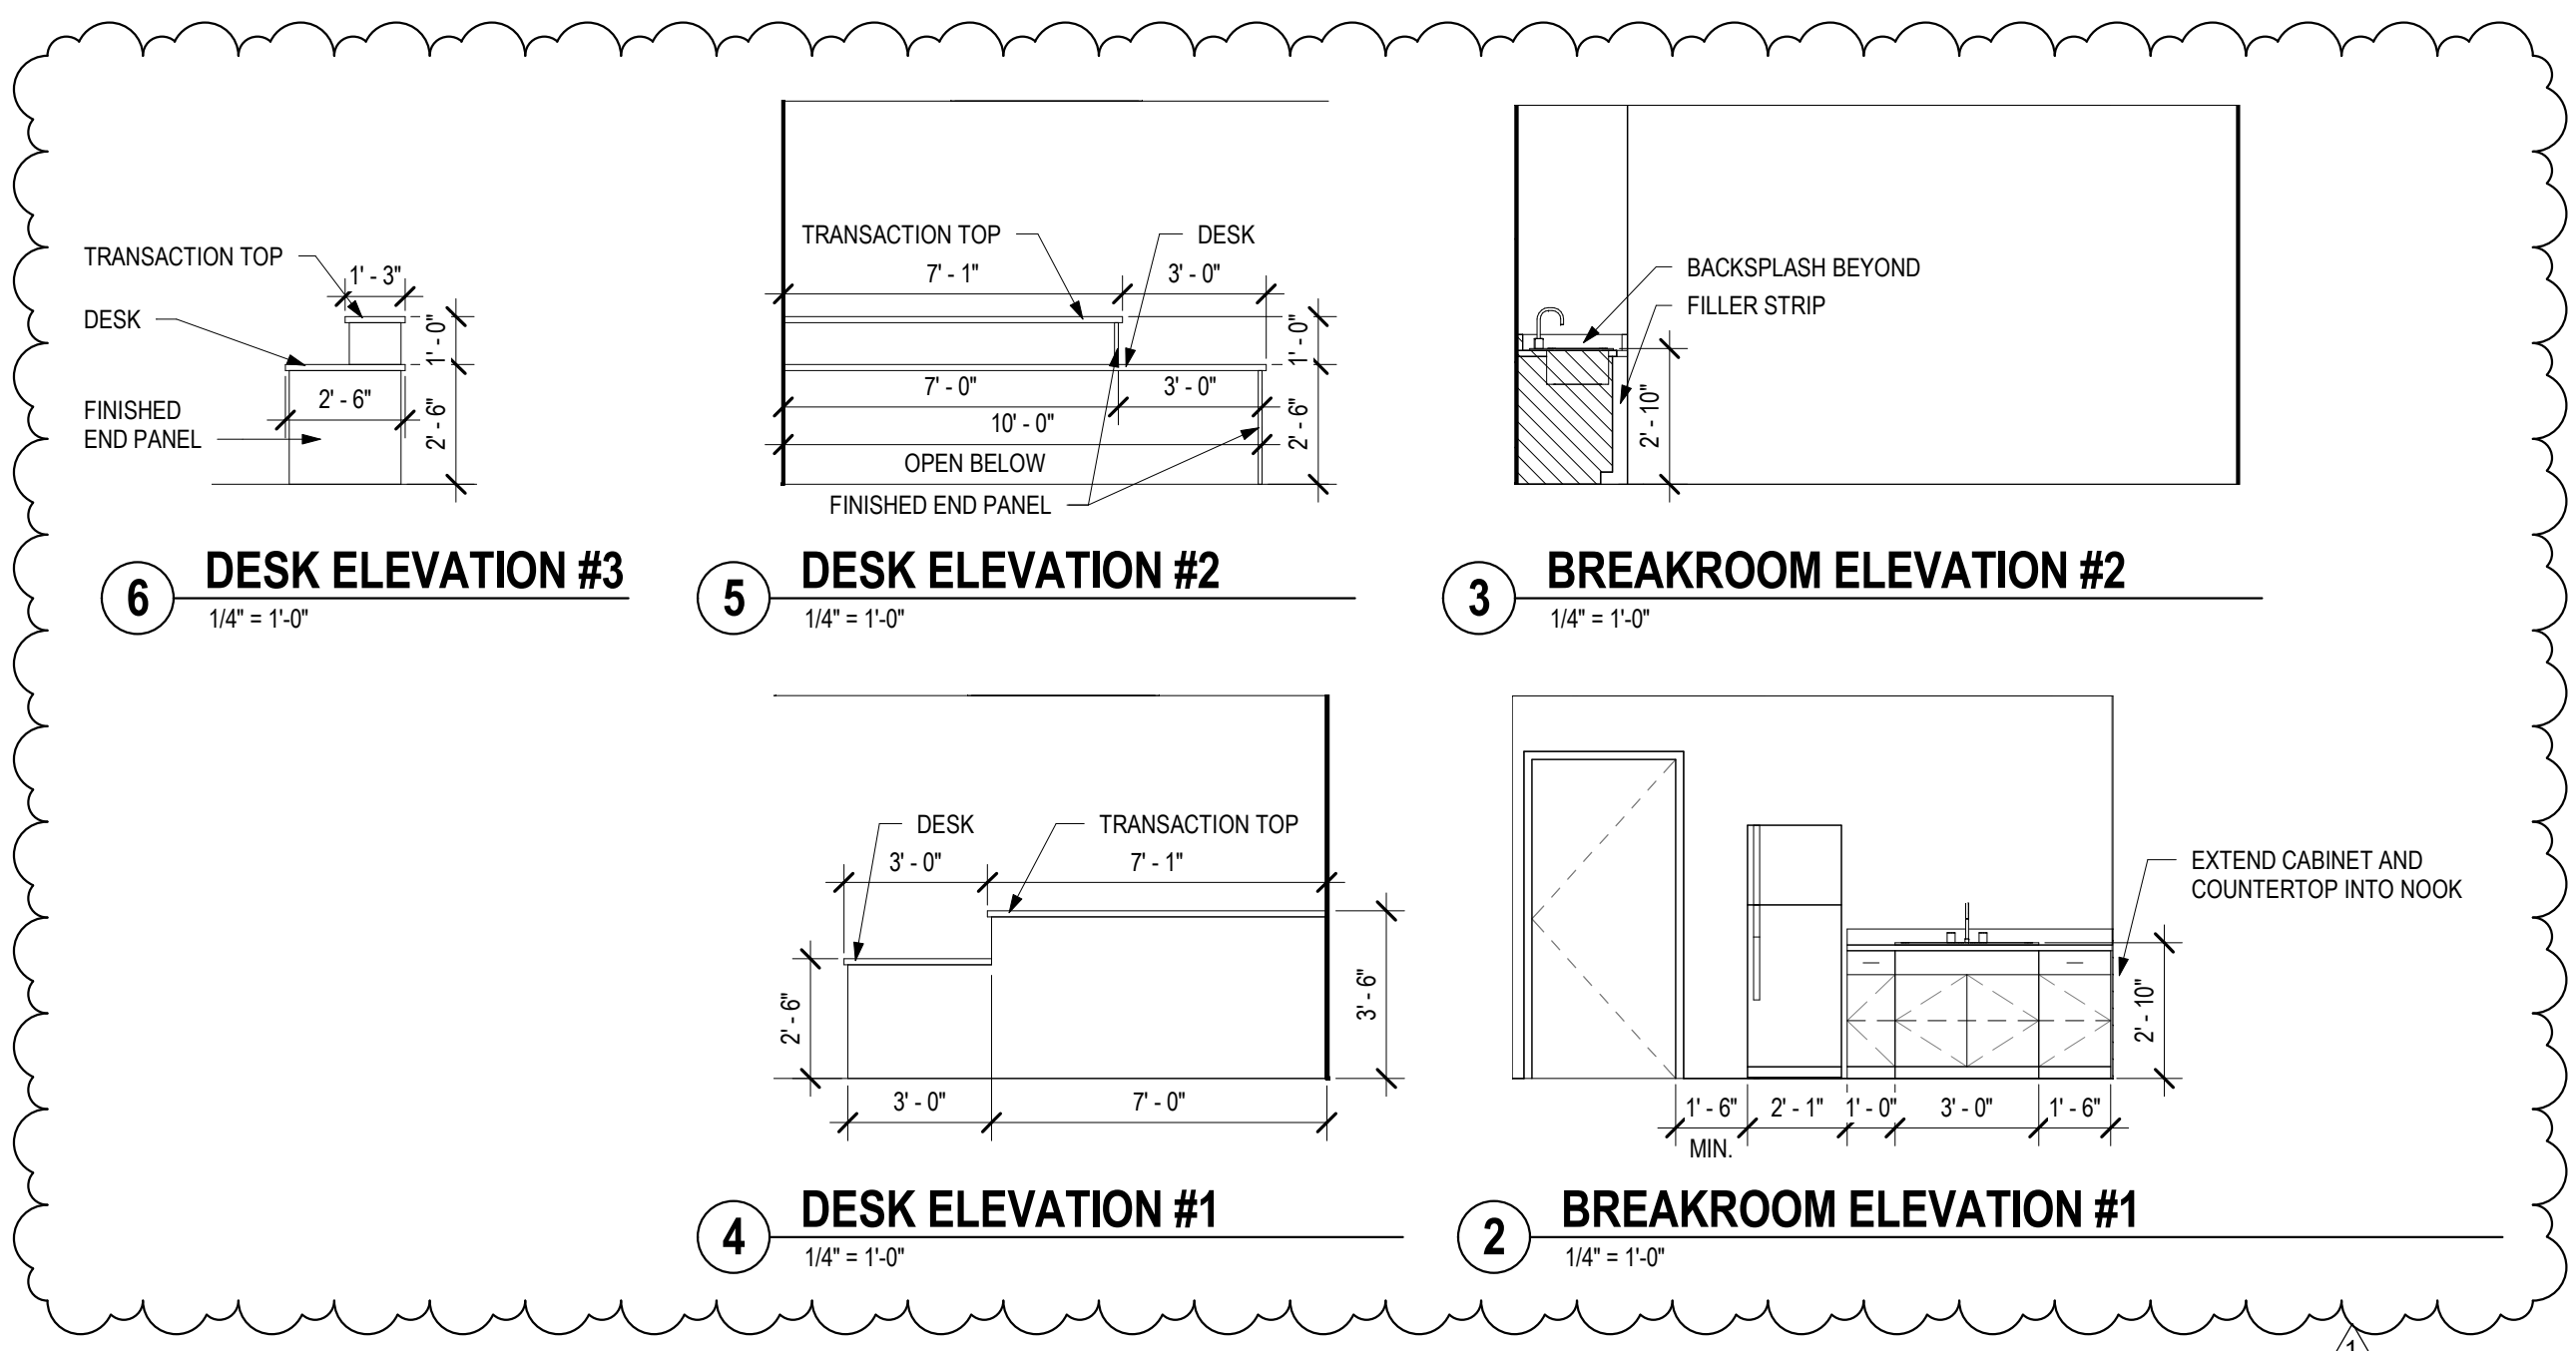 TRANSACTION TOP
1' - 3"
DESK
1' - 0"
2' - 6"
FINISHED
END PANEL
2' - 6"
6
DESK ELEVATION #3
1/4" = 1'-0"
TRANSACTION TOP
DESK
7' - 1"
3' - 0"
1' - 0"
7' - 0"
3' - 0"
10' - 0"
2' - 6"
OPEN BELOW
FINISHED END PANEL
5
DESK ELEVATION #2
1/4" = 1'-0"
BACKSPLASH BEYOND
FILLER STRIP
2' - 10"
3
BREAKROOM ELEVATION #2
1/4" = 1'-0"
DESK
TRANSACTION TOP
3' - 0"
7' - 1"
2' - 6"
3' - 6"
3' - 0"
7' - 0"
4
DESK ELEVATION #1
1/4" = 1'-0"
EXTEND CABINET AND
COUNTERTOP INTO NOOK
2' - 10"
1' - 6"
2' - 1"
1' - 0"
3' - 0"
1' - 6"
MIN.
2
BREAKROOM ELEVATION #1
1/4" = 1'-0"
1